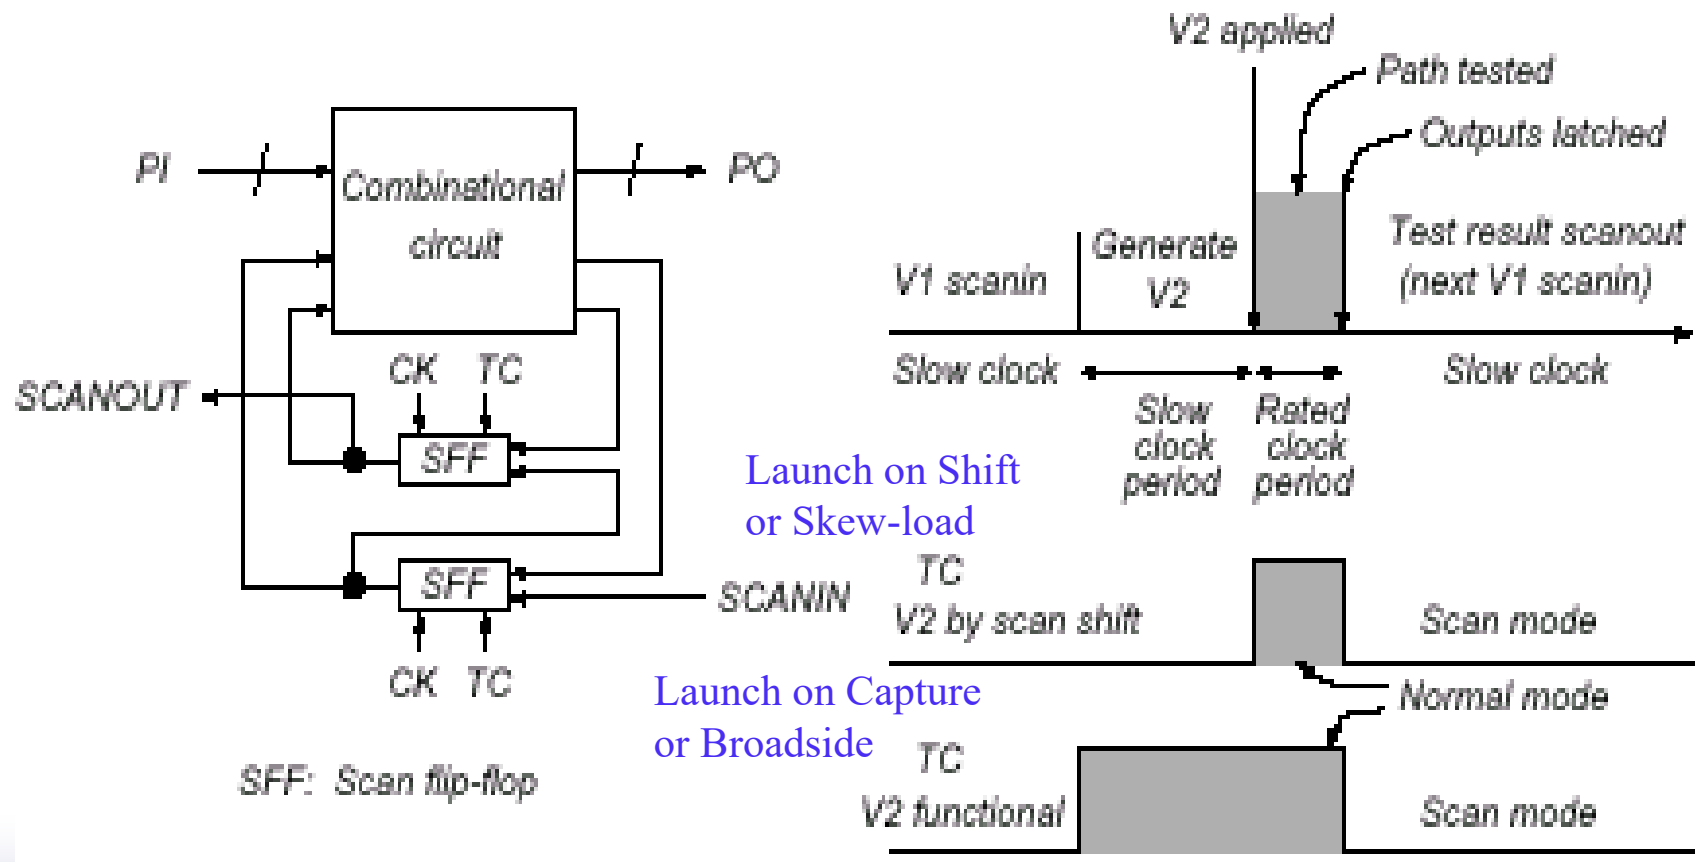 V2 applied
Path tested
Outputs latched
PI
PO
Combinational
circuit
Generate
V2
V1 scanin
Test result scanout
(next V1 scanin)
Slow clock
Slow clock
Slow
clock
period
Rated
clock
period
CK TC
SCANOUT
SFF
Launch on Shift
or Skew-load
SFF
SCANIN
CK TC
TC
V2 by scan shift
Scan mode
Normal mode
Launch on Capture
or Broadside
TC
V2 functional
Scan mode
SFF: Scan flip-flop